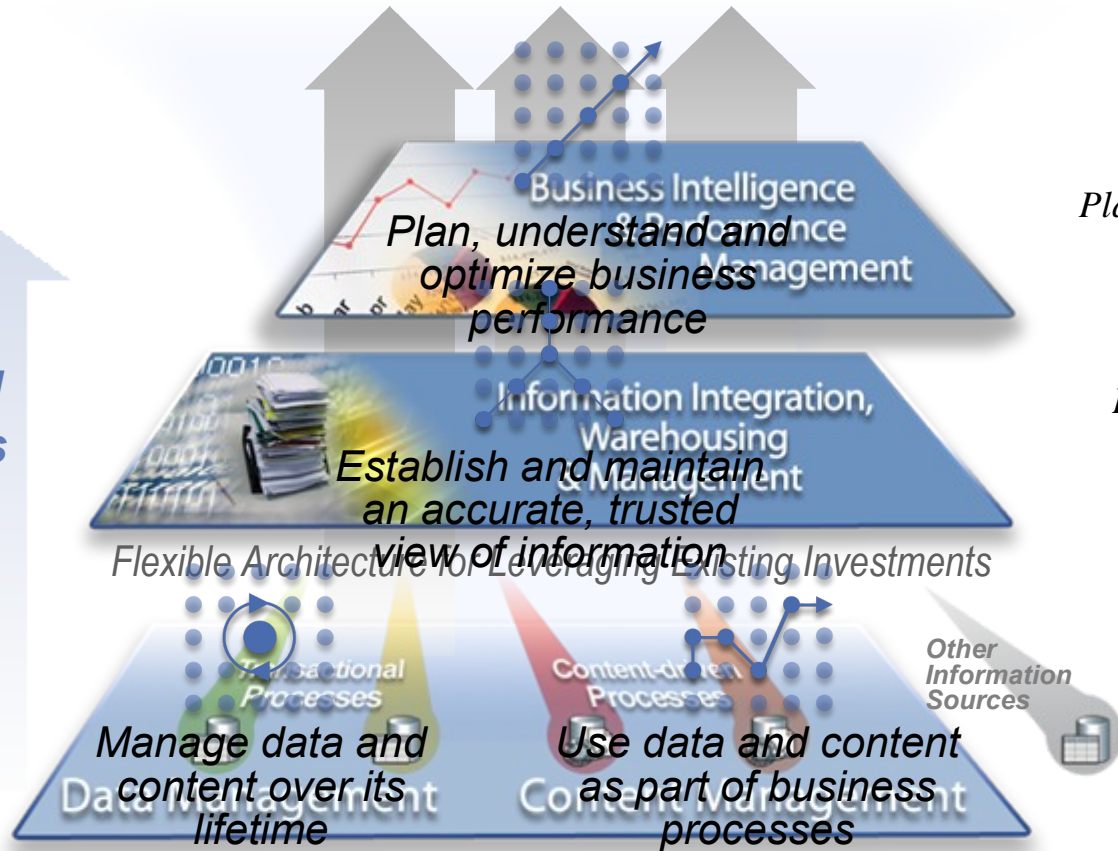 Business Intelligence
& Performance
Management
Plan, understand and
optimize business
performance
Information Integration,
Warehousing
& Management
Establish and maintain
an accurate, trusted
view of information
Flexible Architecture for Leveraging Existing Investments
Transactional
Processes
Content-driven
Processes
Other
Information
Sources
Manage data and
content over its
lifetime
Use data and content
as part of business
processes
Data Management
Content Management